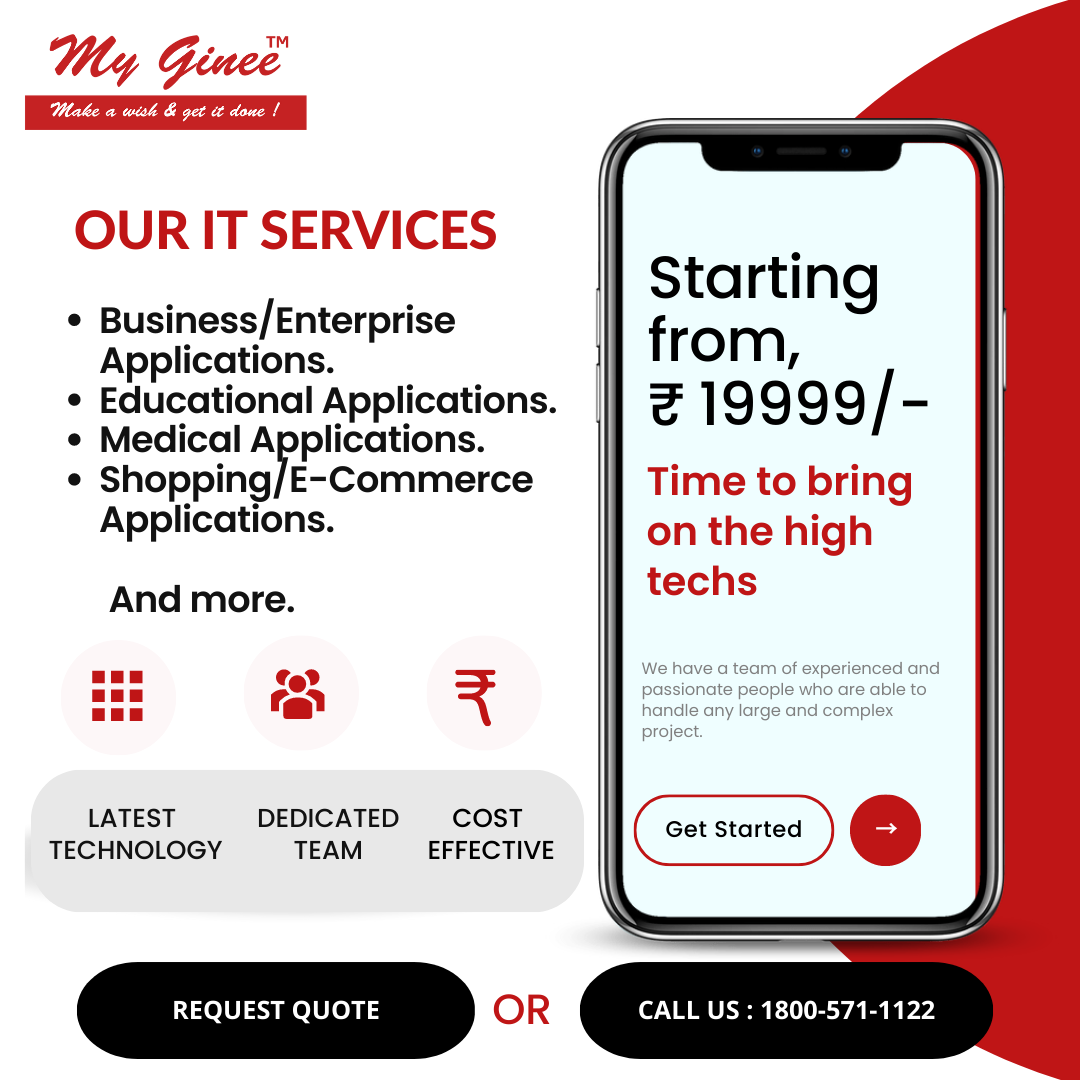 My Ginee™
Make a wish & get it done !
OUR IT SERVICES
• Business/Enterprise
Applications.
• Educational Applications.
• Medical Applications.
• Shopping/E-Commerce
Applications.
And more.
₹
LATEST
TECHNOLOGY
DEDICATED
TEAM
COST
EFFECTIVE
Starting
from,
₹ 19999/-
Time to bring
on the high
techs
We have a team of experienced and
passionate people who are able to
handle any large and complex
project.
Get Started
→
REQUEST QUOTE
OR
CALL US : 1800-571-1122